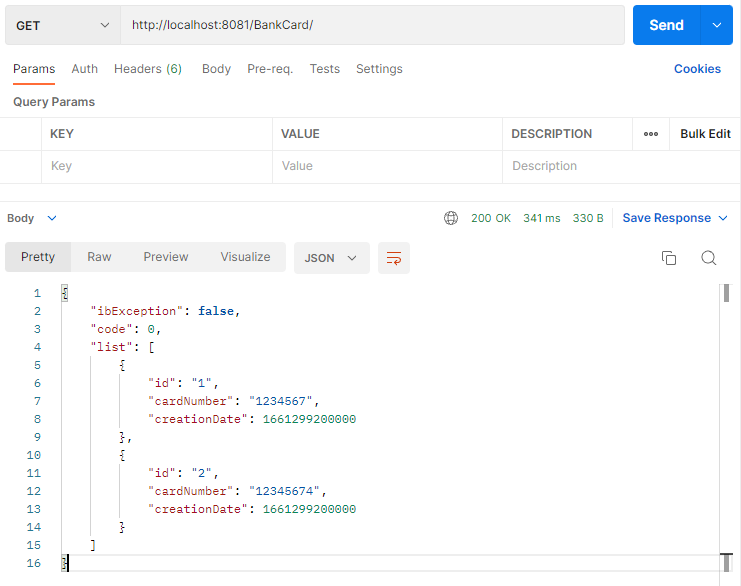 GET http://localhost:8081/BankCard/ Send
Params Auth Headers (6) Body Pre-req. Tests Settings Cookies
Query Params
KEY VALUE DESCRIPTION ••• Bulk Edit
Key Value Description
Body 200 OK 341 ms 330 B Save Response
Pretty Raw Preview Visualize JSON
1 {
2 "ibException": false,
3 "code": 0,
4 "list": [
5 {
6 "id": "1",
7 "cardNumber": "1234567",
8 "creationDate": 1661299200000
9 },
10 {
11 "id": "2",
12 "cardNumber": "12345674",
13 "creationDate": 1661299200000
14 }
15 ]
16 }